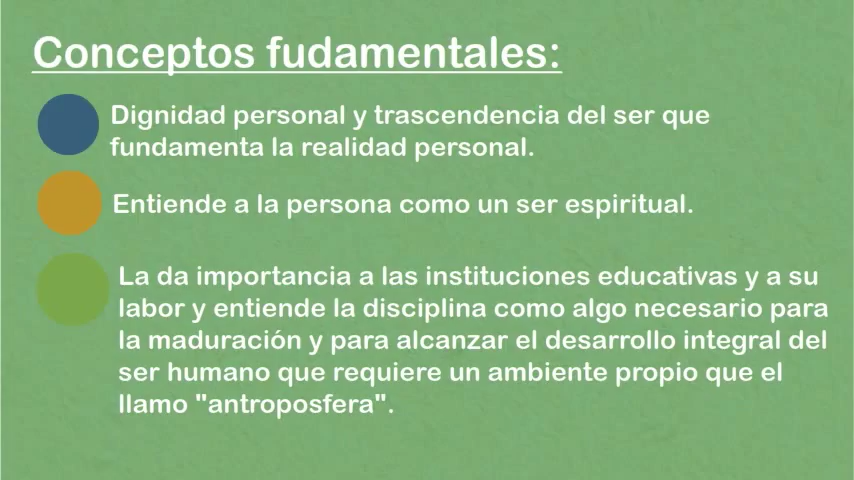 Conceptos fudamentales:
Dignidad personal y trascendencia del ser que
fundamenta la realidad personal.
Entiende a la persona como un ser espiritual.
La da importancia a las instituciones educativas y a su
labor y entiende la disciplina como algo necesario para
la maduración y para alcanzar el desarrollo integral del
ser humano que requiere un ambiente propio que el
llamo "antroposfera".